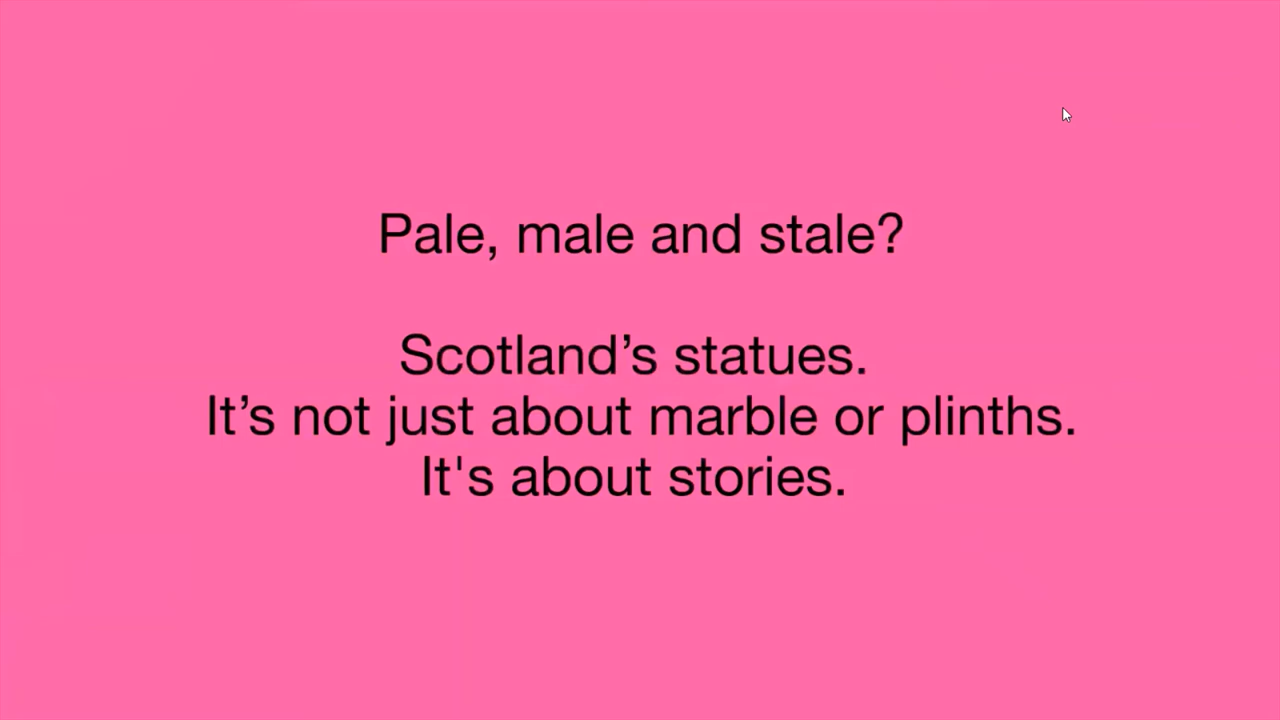 Pale, male and stale?
Scotland’s statues.
It’s not just about marble or plinths.
It's about stories.